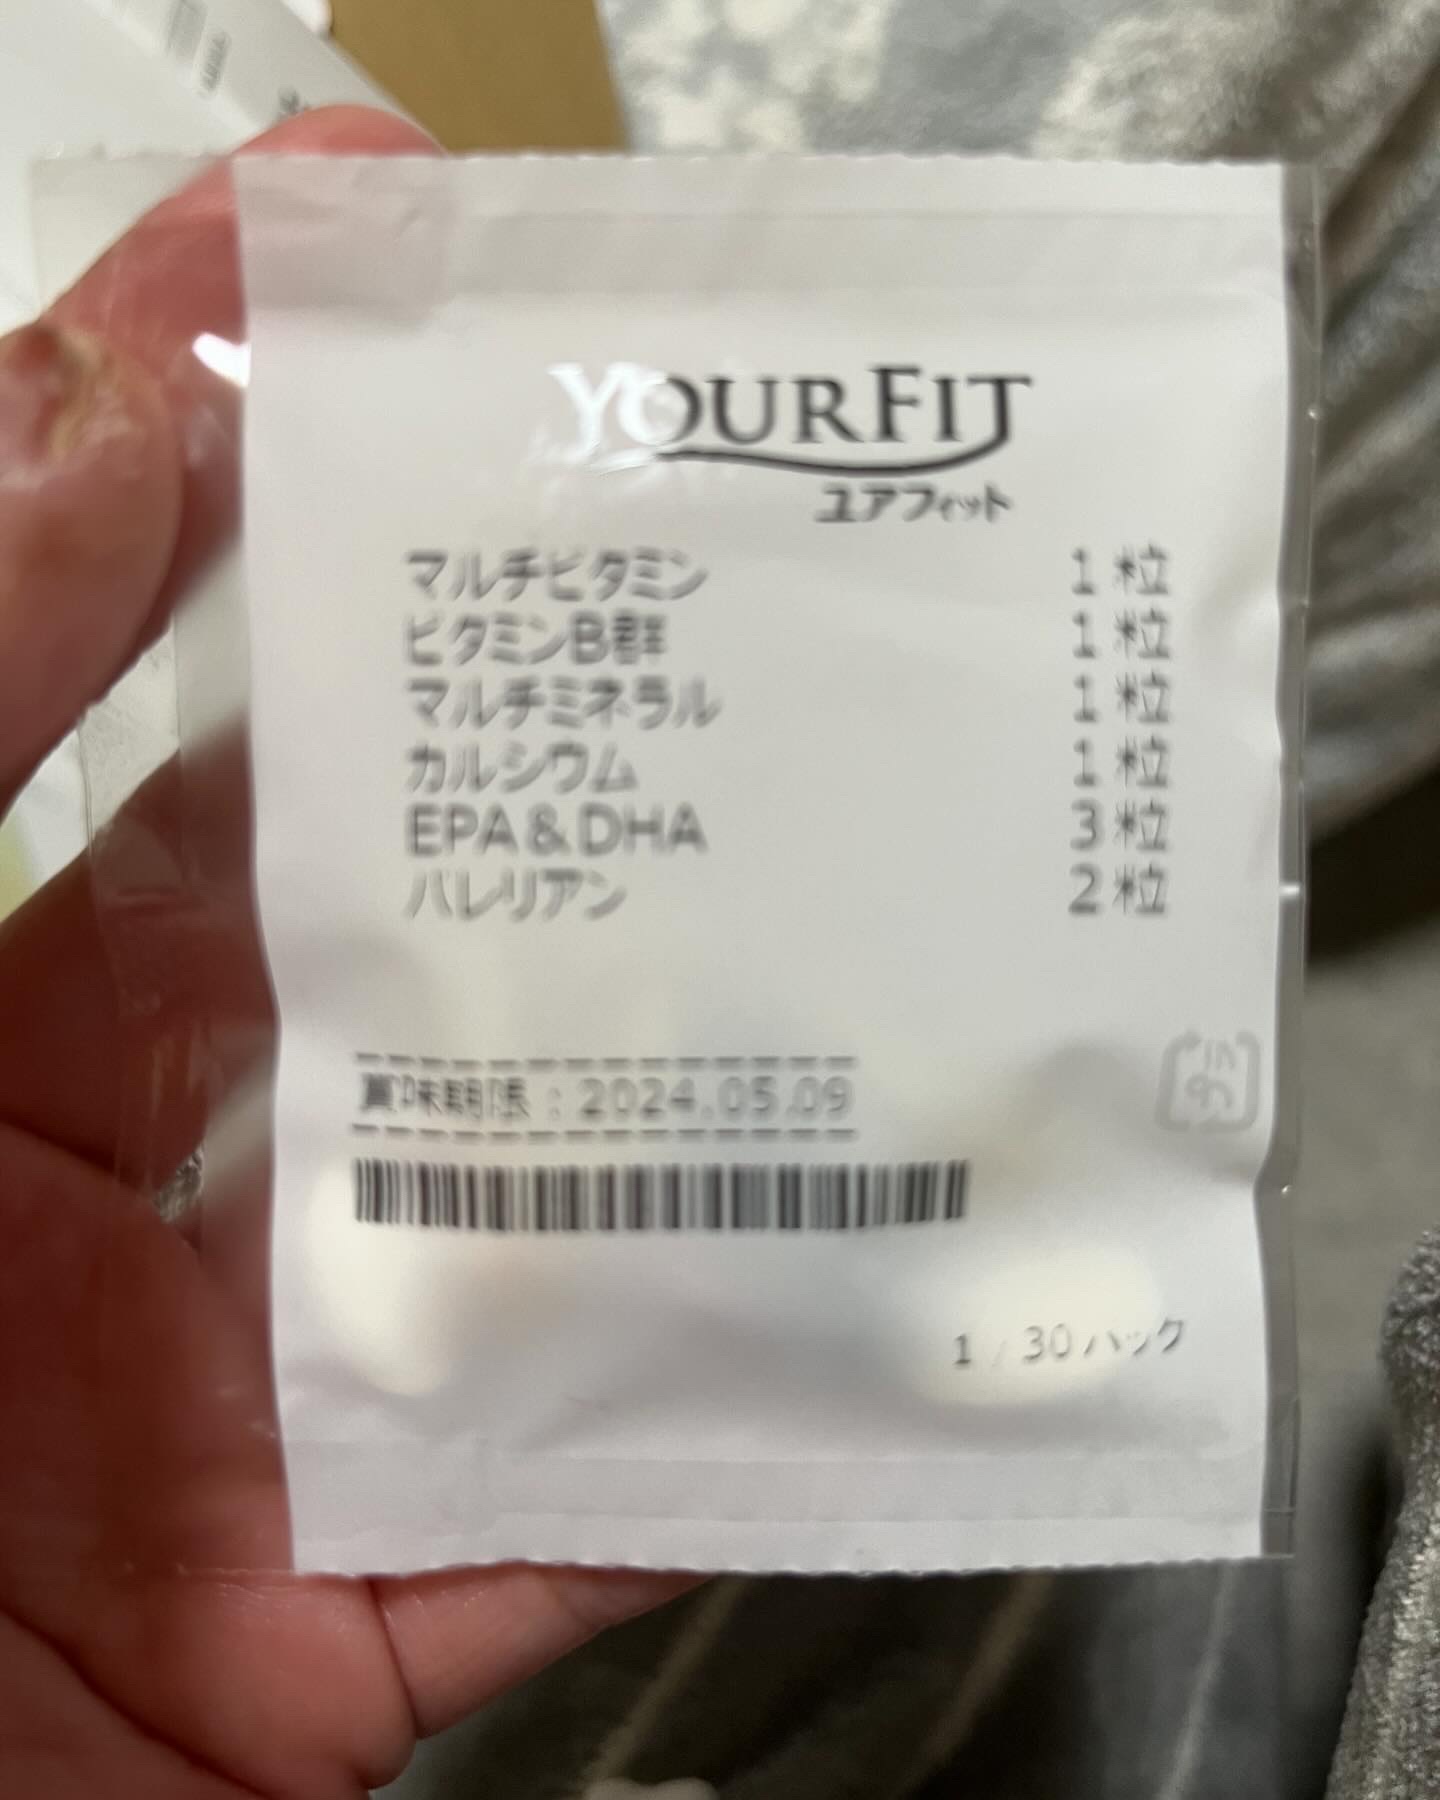 YOURFIT
ユアフィット
マルチビタミン 1 粒
ビタミンB群 1 粒
マルチミネラル 1 粒
カルシウム 1 粒
EPA&DHA 3 粒
バレリアン 2 粒
賞味期限 : 2024.05.09
プラ
1 / 30 パック